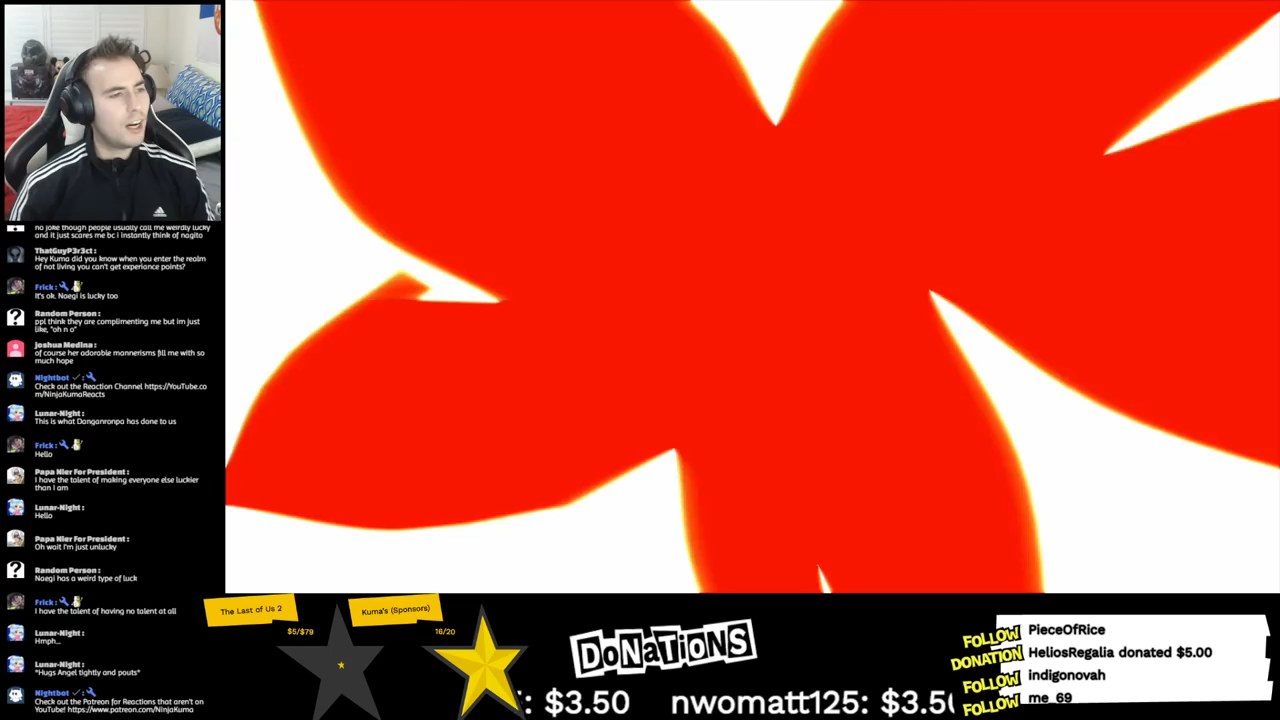 no joke though people usually call me weirdly lucky
and it just scares me bc i instantly think of nagito
ThatGuyP3r3ct :
Hey Kuma did you know when you enter the realm
of not living you can't get experiance points?
Frick :
It's ok. Naegi is lucky too
Random Person :
ppl think they are complimenting me but im just
like, "oh n o"
Joshua Medina :
of course her adorable mannerisms fill me with so
much hope
Nightbot :
Check out the Reaction Channel https://YouTube.co
m/NinjaKumaReacts
Lunar-Night :
This is what Danganronpa has done to us
Frick :
Hello
Papa Nier For President :
I have the talent of making everyone else luckier
than I am
Lunar-Night :
Hello
Papa Nier For President :
Oh wait I'm just unlucky
Random Person :
Naegi has a weird type of luck
Frick :
I have the talent of having no talent at all
Lunar-Night :
Hmph...
Lunar-Night :
*Hugs Angel tightly and pouts*
Nightbot :
Check out the Patreon for Reactions that aren't on
YouTube! https://www.patreon.com/NinjaKuma
The Last of Us 2
$5/$79
Kuma's (Sponsors)
16/20
DoNaTiONS
: $3.50 nwomatt125: $3.50
FOLLOW PieceOfRice
DONATION HeliosRegalia donated $5.00
FOLLOW indigonovah
FOLLOW me_69